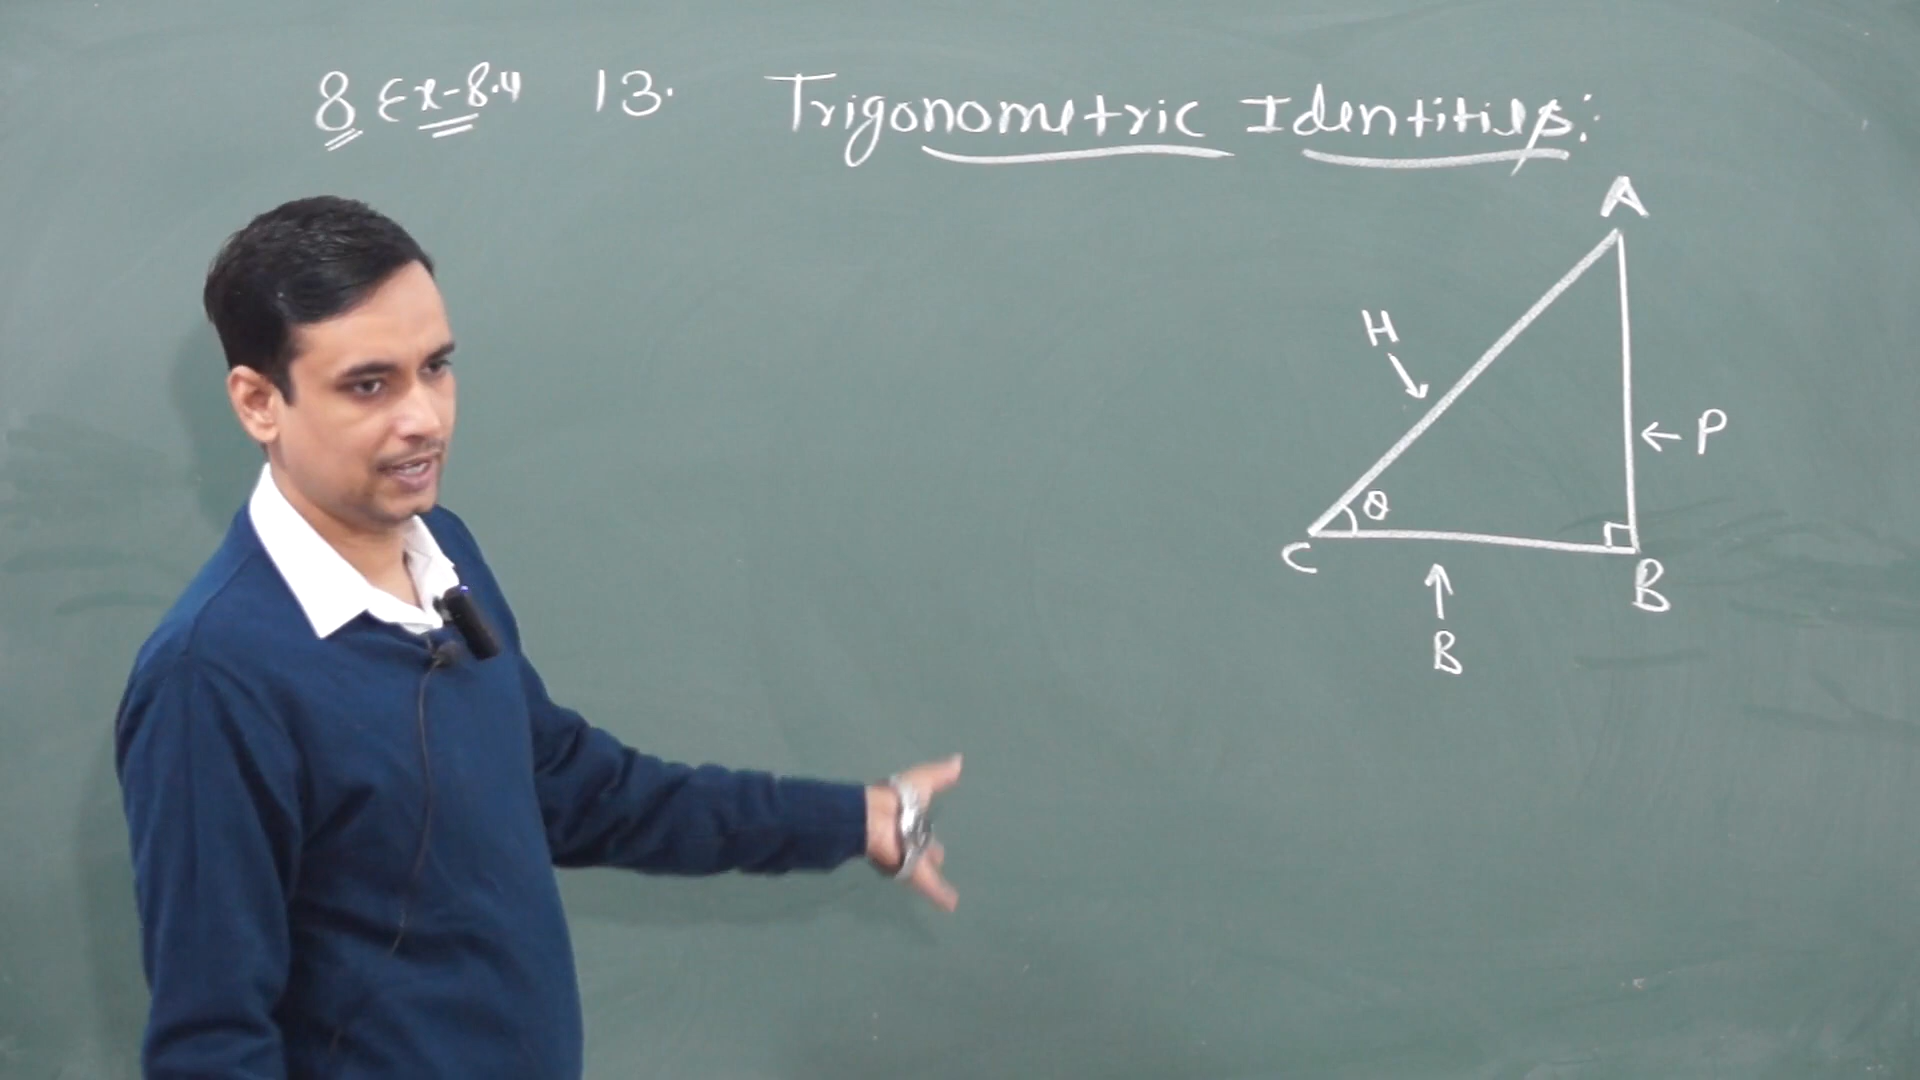 8 Ex-8.4 13. Trigonometric Identities:
A
H
← P
θ
C
B
↑
B